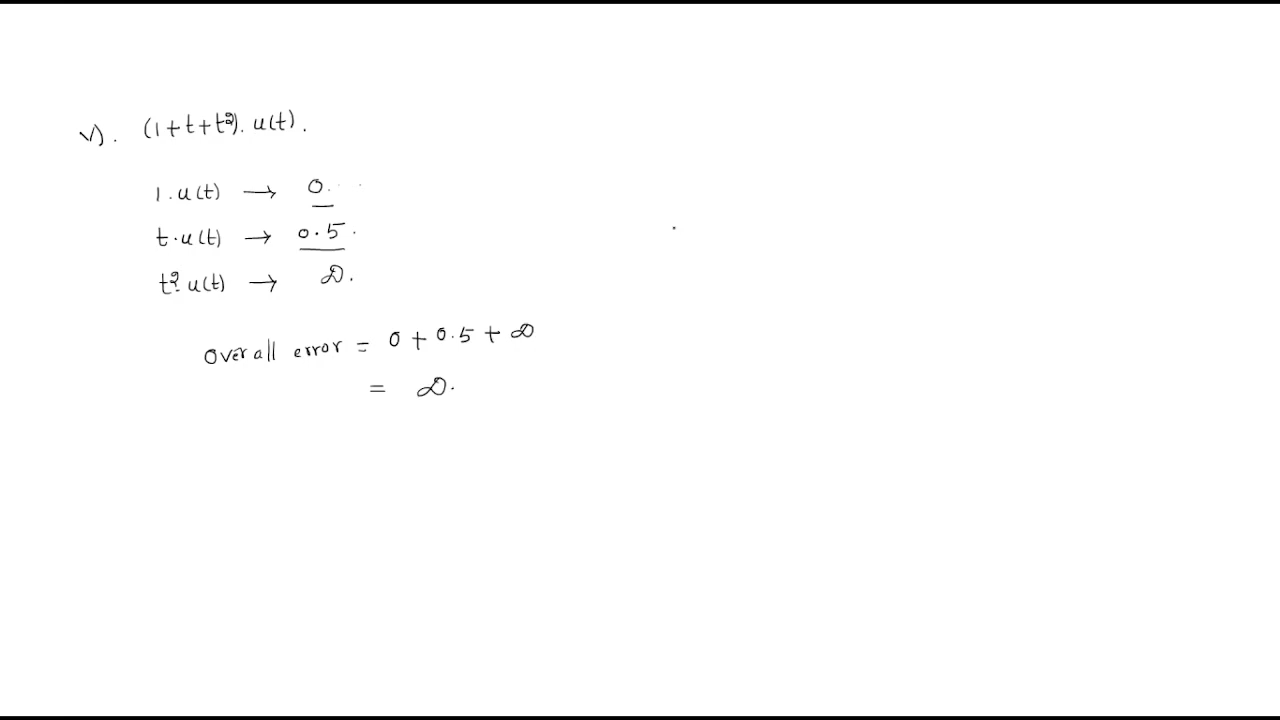 V). (1+t+t²). u(t).
1.u(t) → 0.
t.u(t) → 0.5.
t². u(t) → ∞.
Overall error = 0 + 0.5 + ∞
= ∞.